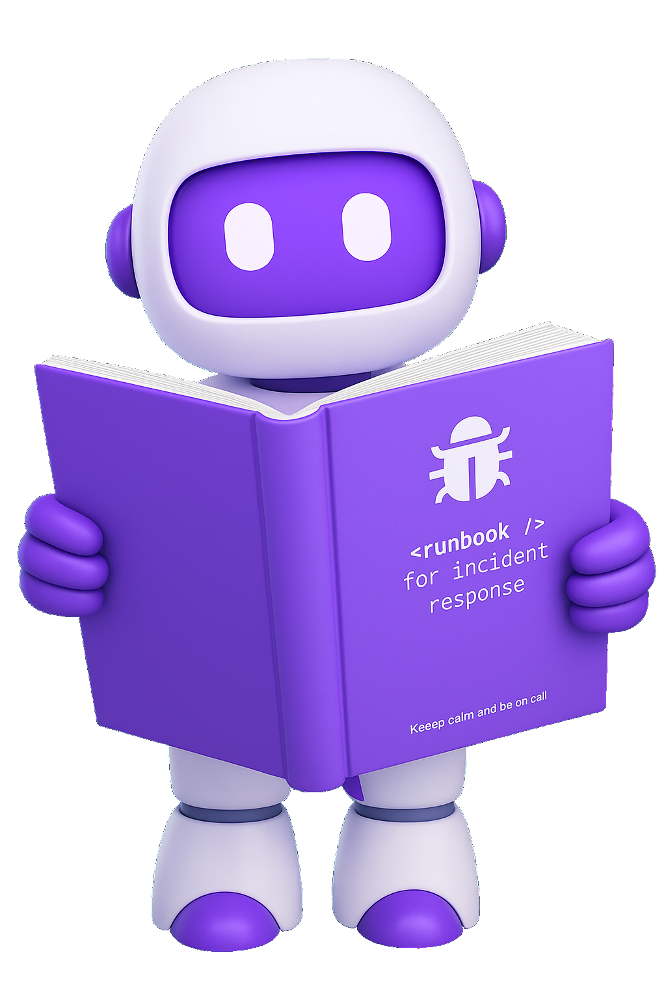 <runbook />
for incident
response
Keeep calm and be on call